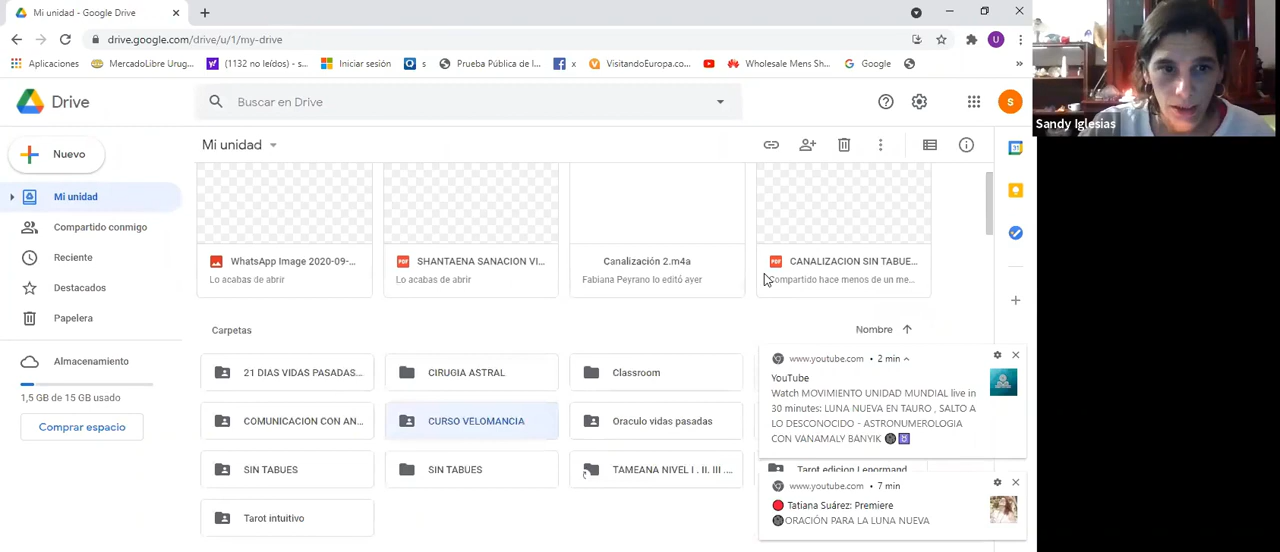 Mi unidad - Google Drive
drive.google.com/drive/u/1/my-drive
U
Aplicaciones MercadoLibre Urug... (1132 no leídos) - s... Iniciar sesión s Prueba Pública de l... x VisitandoEuropa.co... Wholesale Mens Sh... Google »
Sandy Iglesias
Drive
Buscar en Drive
s
Nuevo
Mi unidad
Mi unidad
Compartido conmigo
Reciente
Destacados
Papelera
Almacenamiento
1,5 GB de 15 GB usado
Comprar espacio
WhatsApp Image 2020-09-...
Lo acabas de abrir
PDF SHANTAENA SANACION VI...
Lo acabas de abrir
Canalización 2.m4a
Fabiana Peyrano lo editó ayer
PDF CANALIZACION SIN TABUE...
Compartido hace menos de un me...
Carpetas
Nombre
21 DIAS VIDAS PASADAS...
CIRUGIA ASTRAL
Classroom
COMUNICACION CON AN...
CURSO VELOMANCIA
Oraculo vidas pasadas
SIN TABUES
SIN TABUES
TAMEANA NIVEL I . II. III ....
Tarot edicion Lenormand
Tarot intuitivo
31
www.youtube.com • 2 min
YouTube
Watch MOVIMIENTO UNIDAD MUNDIAL live in
30 minutes: LUNA NUEVA EN TAURO , SALTO A
LO DESCONOCIDO - ASTRONUMEROLOGIA
CON VANAMALY BANYIK 🌚♉
www.youtube.com • 7 min
🔴 Tatiana Suárez: Premiere
🌚ORACIÓN PARA LA LUNA NUEVA